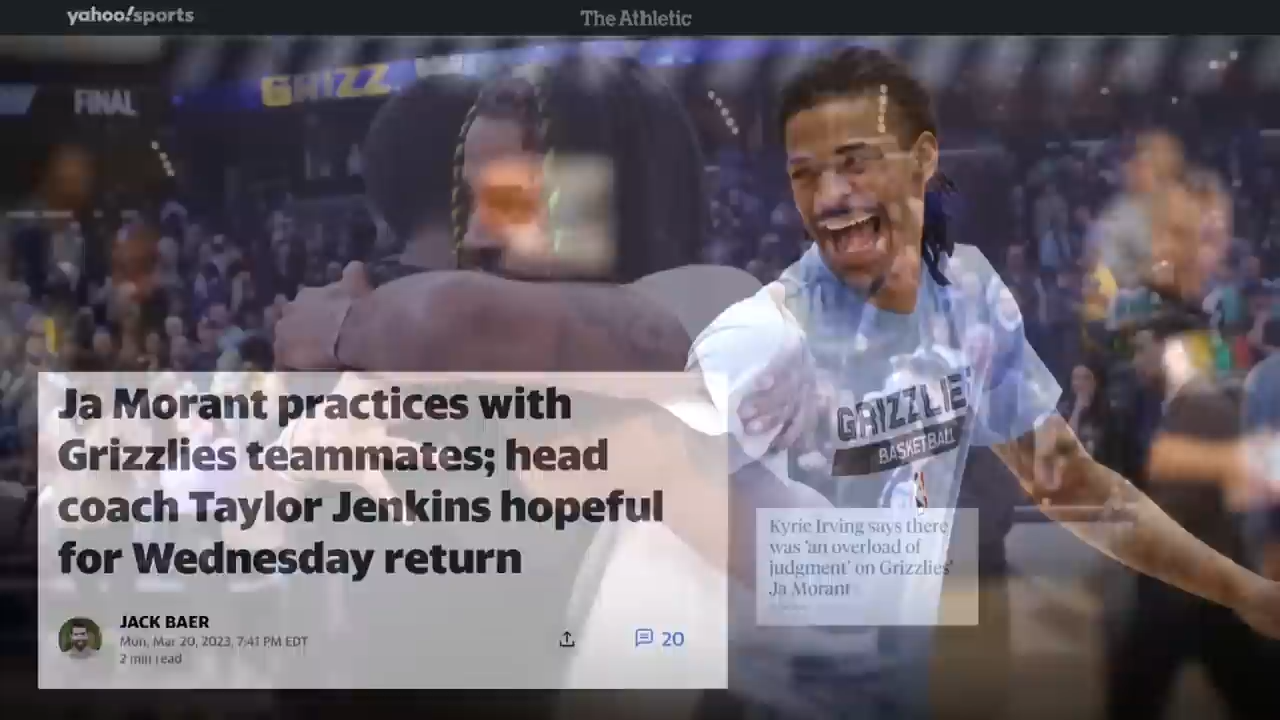 yahoo!sports
The Athletic
GRIZZ
FINAL
GRIZZLIE
BASKETBALL
Ja Morant practices with
Grizzlies teammates; head
coach Taylor Jenkins hopeful
for Wednesday return
Kyrie Irving says there
was 'an overload of
judgment' on Grizzlies'
Ja Morant
JACK BAER
Mon, Mar 20, 2023, 7:41 PM EDT
2 min read
20